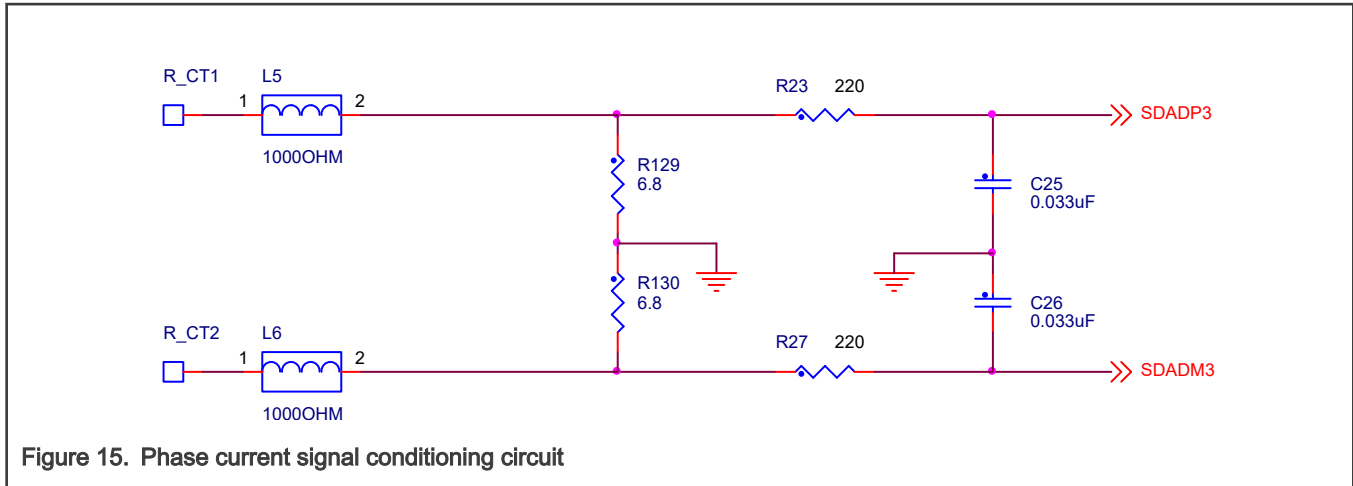 R_CT1 L5
1 2
1000OHM
R23 220
SDADP3
R129
6.8
C25
0.033uF
R130
6.8
C26
0.033uF
R_CT2 L6
1 2
1000OHM
R27 220
SDADM3
Figure 15. Phase current signal conditioning circuit